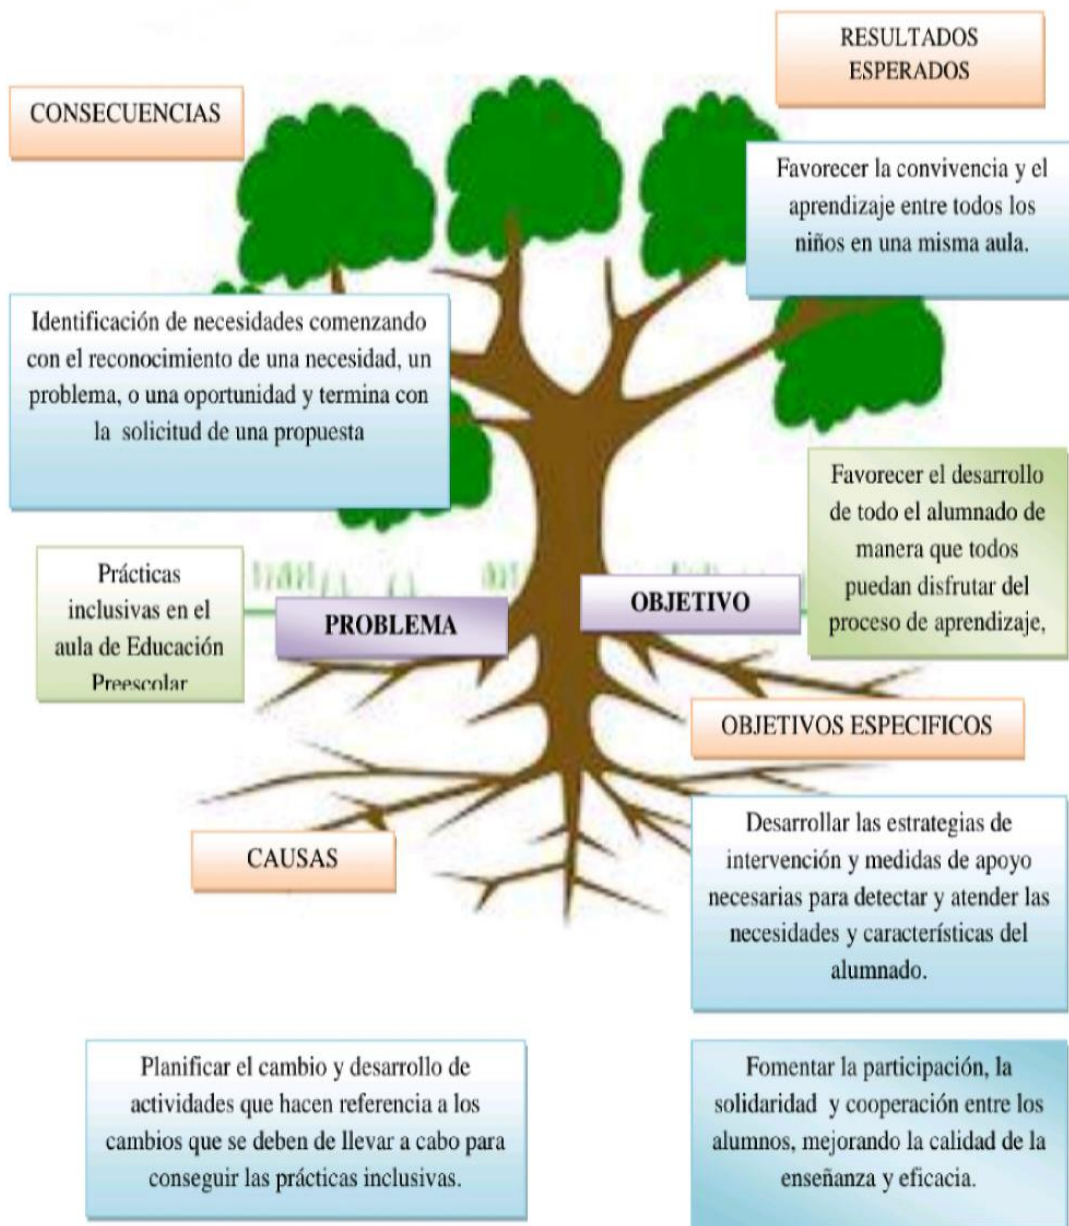 RESULTADOS
ESPERADOS
CONSECUENCIAS
Favorecer la convivencia y el
aprendizaje entre todos los
niños en una misma aula.
Identificación de necesidades comenzando
con el reconocimiento de una necesidad, un
problema, o una oportunidad y termina con
la solicitud de una propuesta
Favorecer el desarrollo
de todo el alumnado de
manera que todos
puedan disfrutar del
proceso de aprendizaje,
Prácticas
inclusivas en el
aula de Educación
Preescolar
PROBLEMA
OBJETIVO
OBJETIVOS ESPECIFICOS
CAUSAS
Desarrollar las estrategias de
intervención y medidas de apoyo
necesarias para detectar y atender las
necesidades y características del
alumnado.
Planificar el cambio y desarrollo de
actividades que hacen referencia a los
cambios que se deben de llevar a cabo para
conseguir las prácticas inclusivas.
Fomentar la participación, la
solidaridad y cooperación entre los
alumnos, mejorando la calidad de la
enseñanza y eficacia.